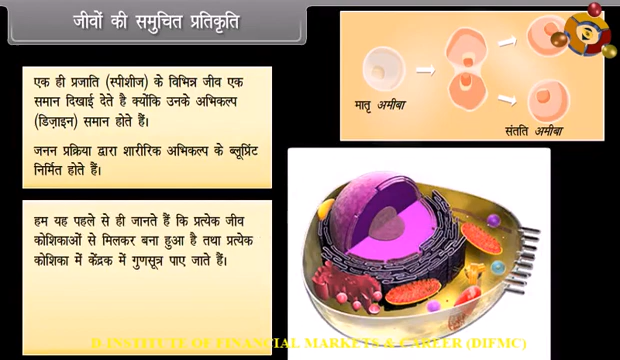 जीवों की समुचित प्रतिकृति
एक ही प्रजाति (स्पीशीज) के विभिन्न जीव एक
समान दिखाई देते है क्योंकि उनके अभिकल्प
(डिज़ाइन) समान होते हैं।
जनन प्रक्रिया द्वारा शारीरिक अभिकल्प के ब्लूप्रिंट
निर्मित होते हैं।
हम यह पहले से ही जानते हैं कि प्रत्येक जीव
कोशिकाओं से मिलकर बना हुआ है तथा प्रत्येक
कोशिका में केंद्रक में गुणसूत्र पाए जाते हैं।
मातृ अमीबा
संतति अमीबा
D-INSTITUTE OF FINANCIAL MARKETS & CAREER (DIFMC)